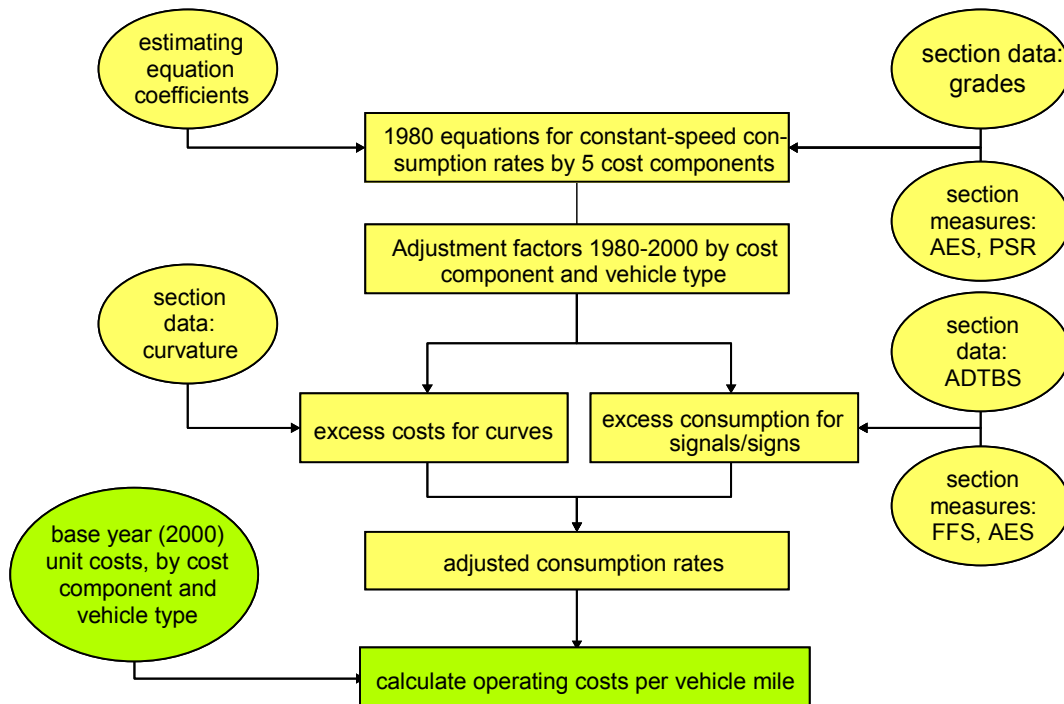 estimating
equation
coefficients
section data:
grades
1980 equations for constant-speed con-
sumption rates by 5 cost components
section
measures:
AES, PSR
Adjustment factors 1980-2000 by cost
component and vehicle type
section
data:
curvature
section
data:
ADTBS
excess costs for curves
excess consumption for
signals/signs
section
measures:
FFS, AES
base year (2000)
unit costs, by cost
component and
vehicle type
adjusted consumption rates
calculate operating costs per vehicle mile